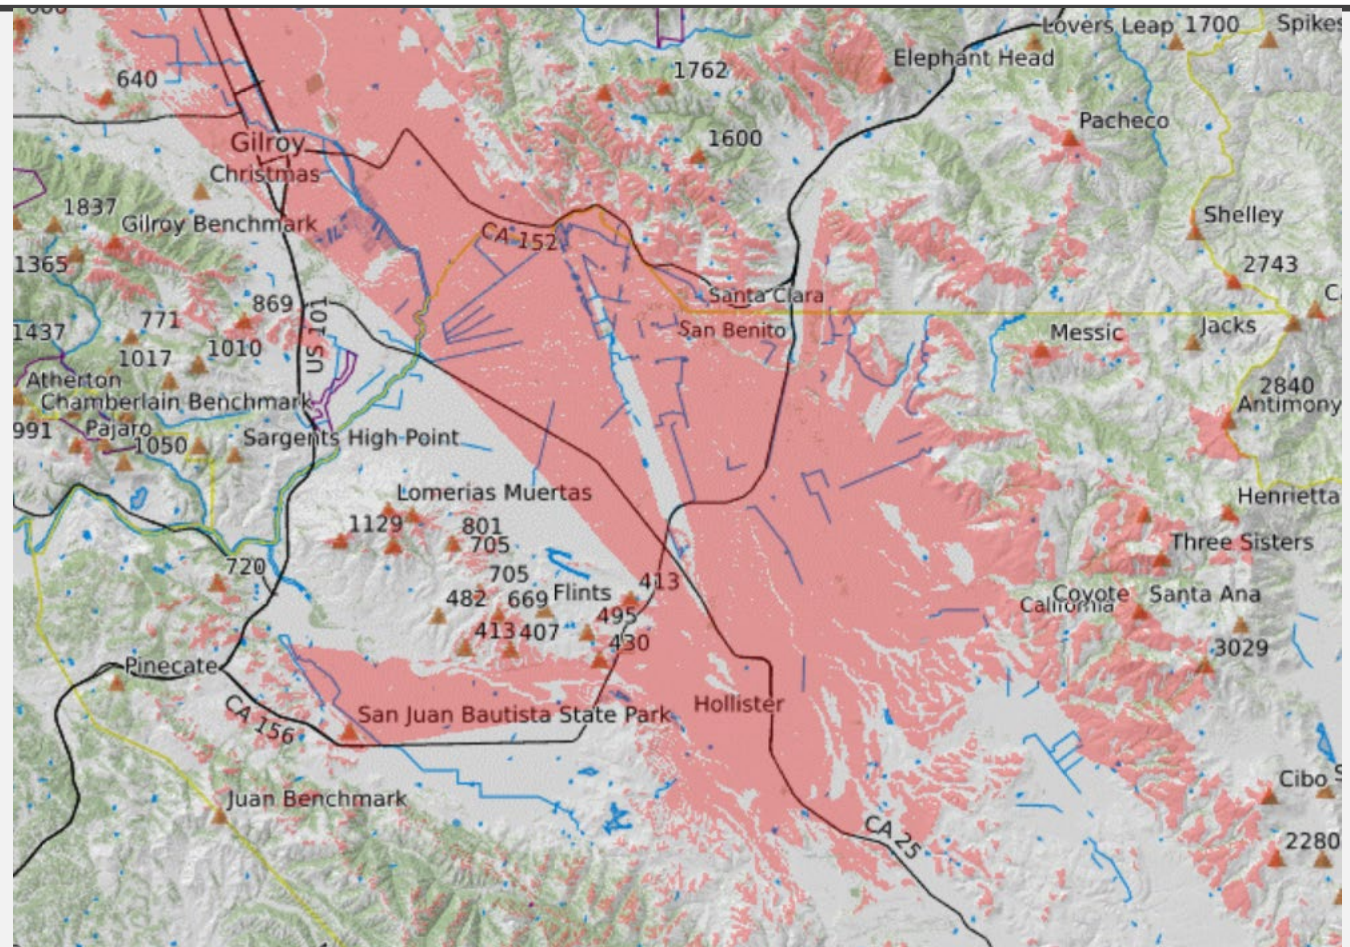 Lovers Leap
1700
Spikes
Elephant Head
1762
640
Pacheco
1600
Gilroy
Christmas
1837
Gilroy Benchmark
Shelley
CA 152
1365
2743
Santa Clara
869
US 101
771
1437
San Benito
Messic
Jacks
1017
1010
Atherton
2840
Chamberlain Benchmark
Antimony
991
Pajaro
1050
Sargents High Point
Lomerias Muertas
Henrietta
1129
801
705
Three Sisters
720
705
413
482
669
Flints
Coyote
Santa Ana
California
495
413
407
430
3029
Pinecate
CA 156
San Juan Bautista State Park
Hollister
Cibo
Juan Benchmark
CA 25
2280